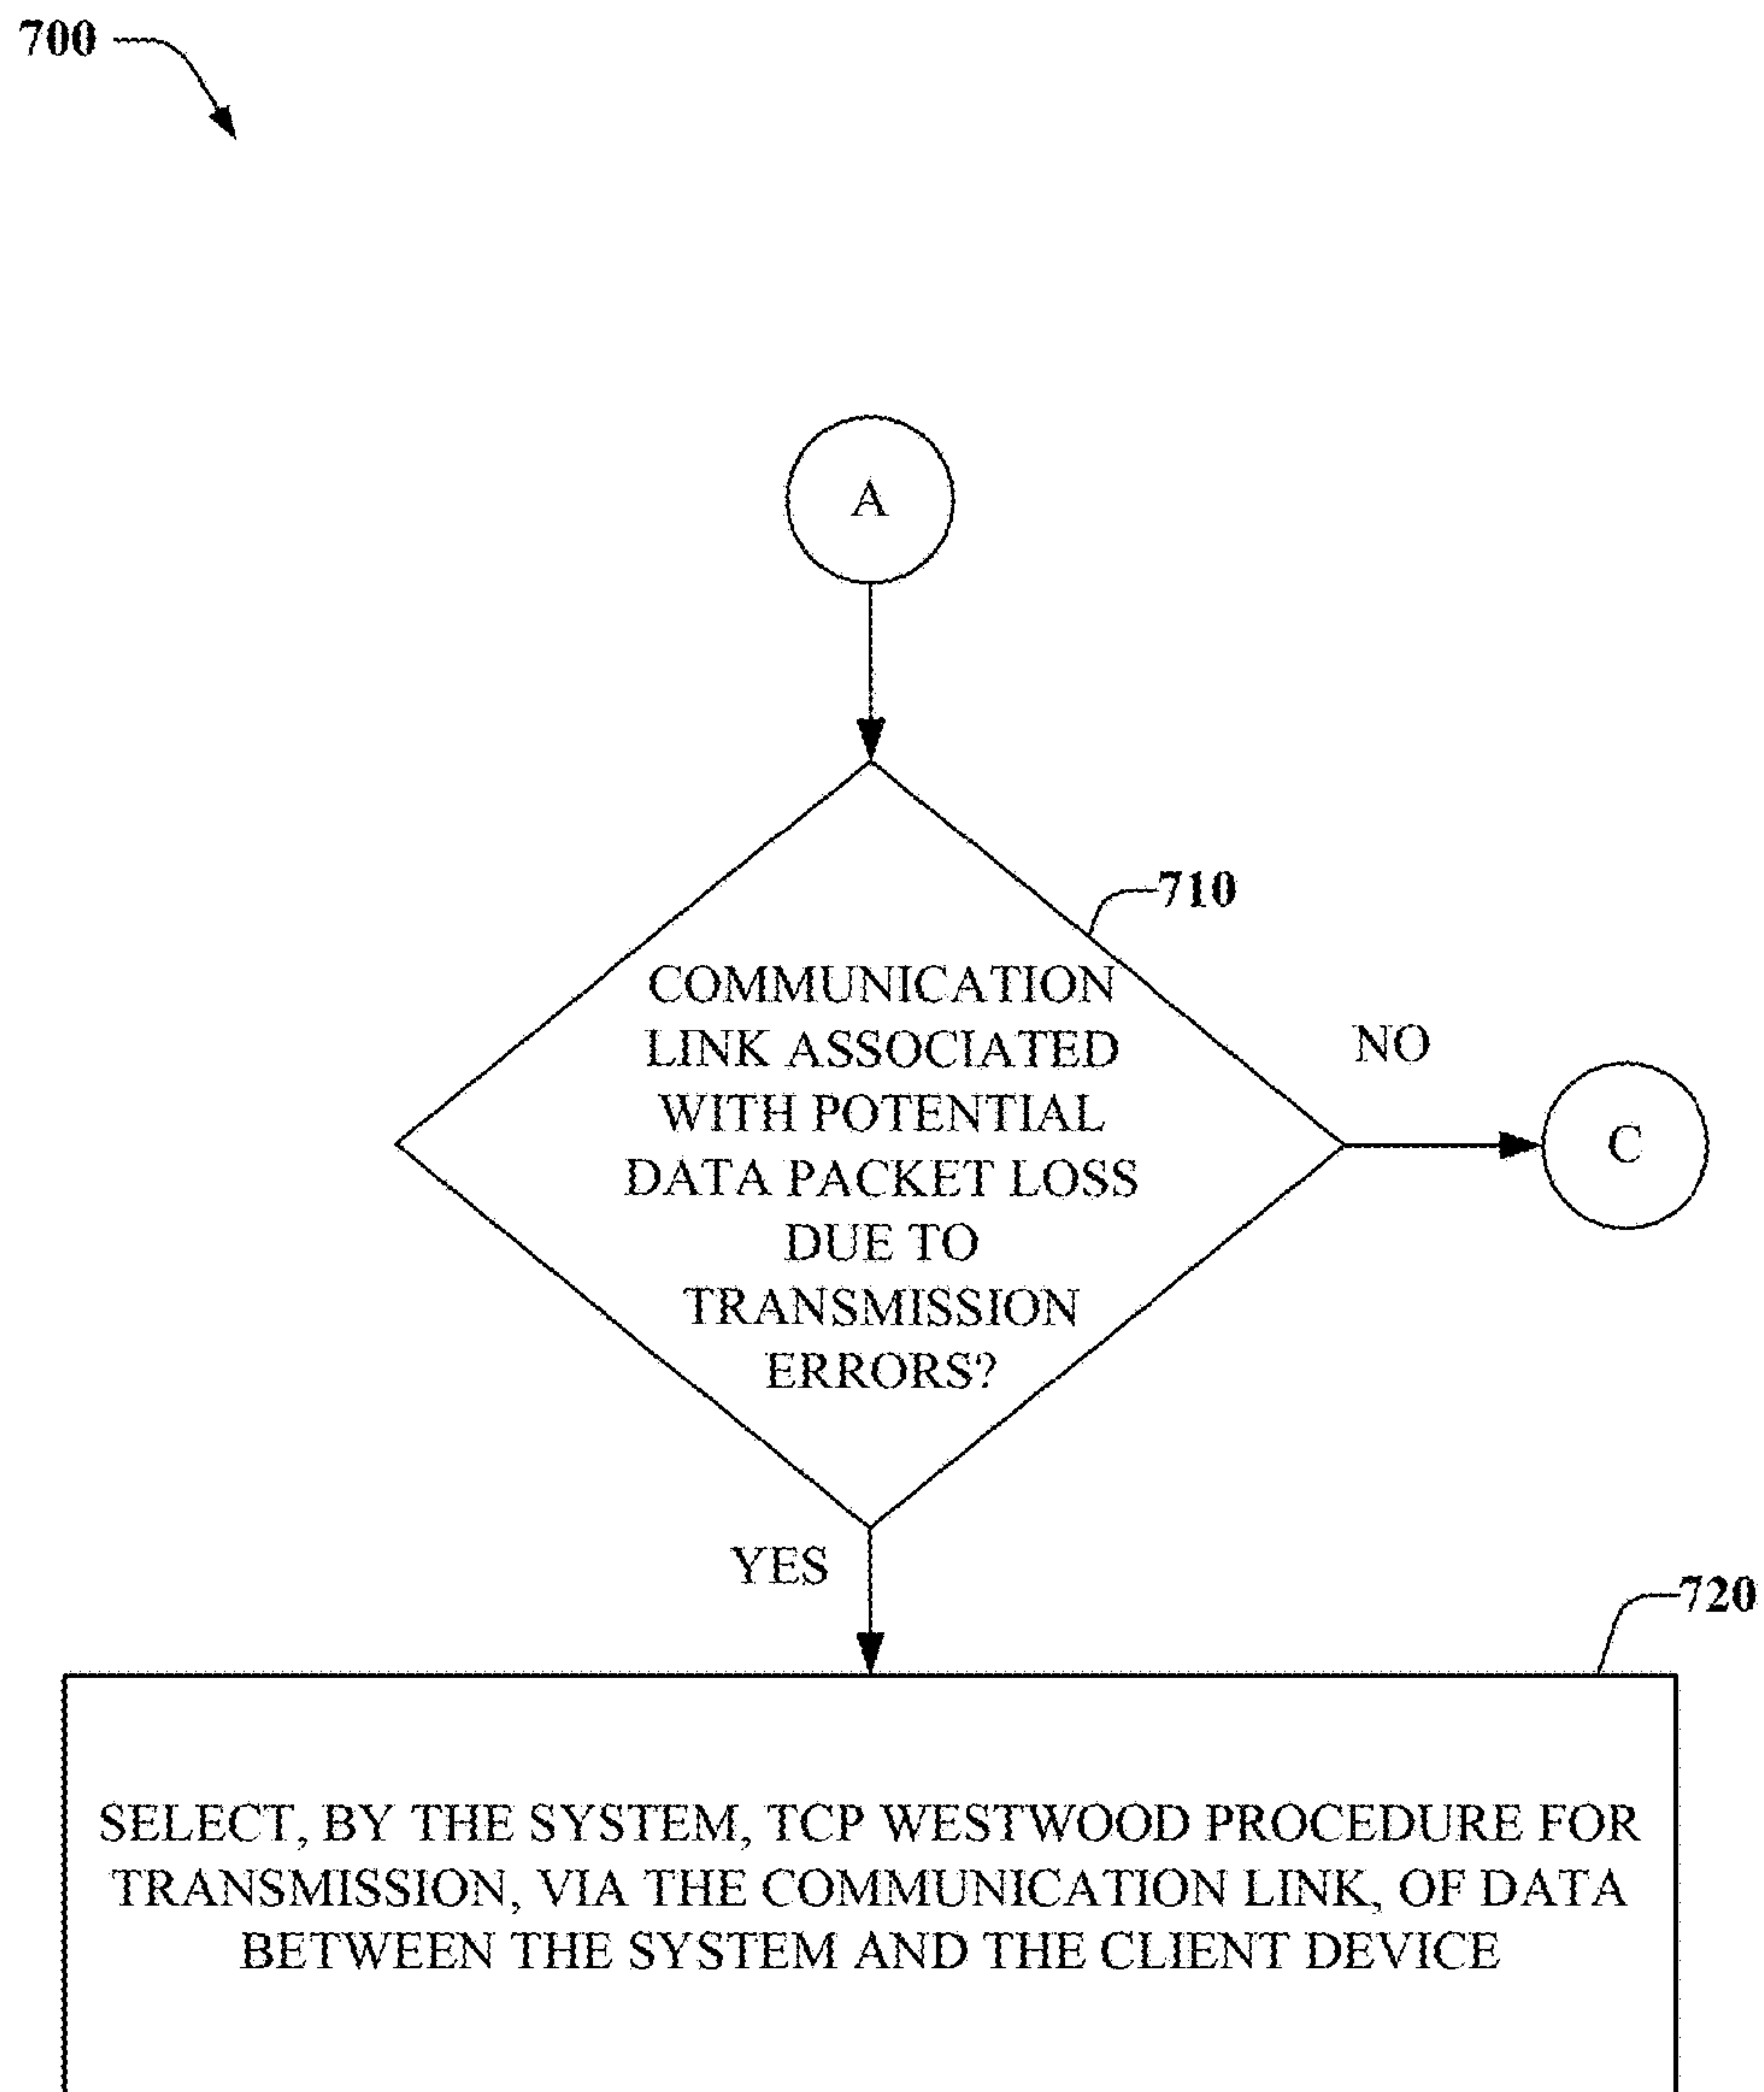 700
A
710
COMMUNICATION
LINK ASSOCIATED
WITH POTENTIAL
DATA PACKET LOSS
DUE TO
TRANSMISSION
ERRORS?
NO
C
YES
720
SELECT, BY THE SYSTEM, TCP WESTWOOD PROCEDURE FOR
TRANSMISSION, VIA THE COMMUNICATION LINK, OF DATA
BETWEEN THE SYSTEM AND THE CLIENT DEVICE